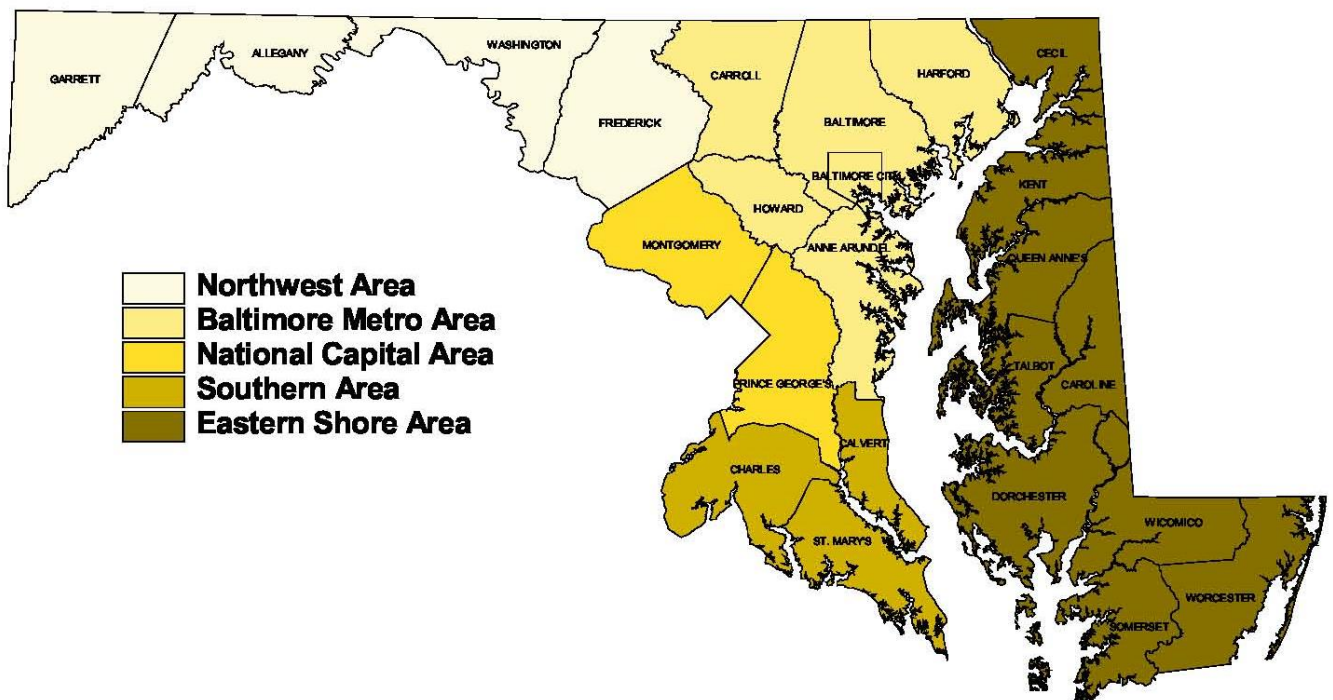 GARRETT
ALLEGANY
WASHINGTON
FREDERICK
CARROLL
BALTIMORE
HARFORD
CECIL
BALTIMORE CITY
HOWARD
KENT
MONTGOMERY
ANNE ARUNDEL
QUEEN ANNE'S
Northwest Area
Baltimore Metro Area
National Capital Area
Southern Area
Eastern Shore Area
PRINCE GEORGE'S
TALBOT
CAROLINE
CALVERT
CHARLES
DORCHESTER
WICOMICO
ST. MARY'S
WORCESTER
SOMERSET